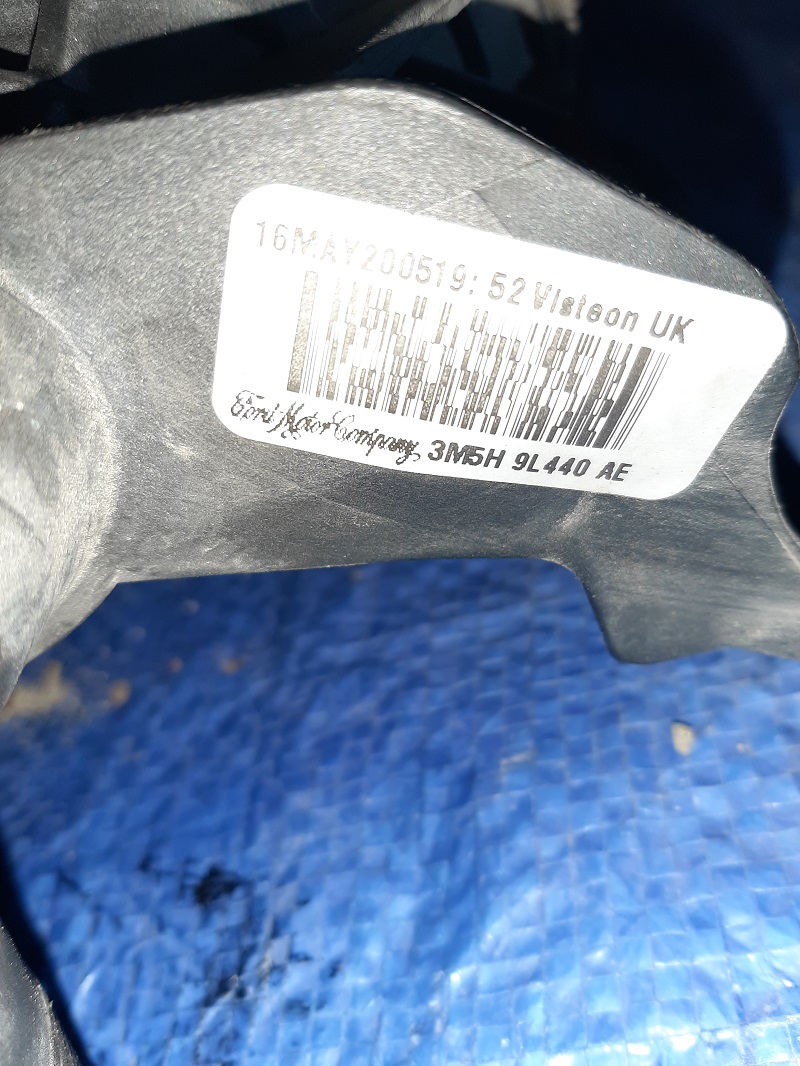 16MAY200519: 52 Visteon UK
Ford Motor Company 3M5H 9L440 AE